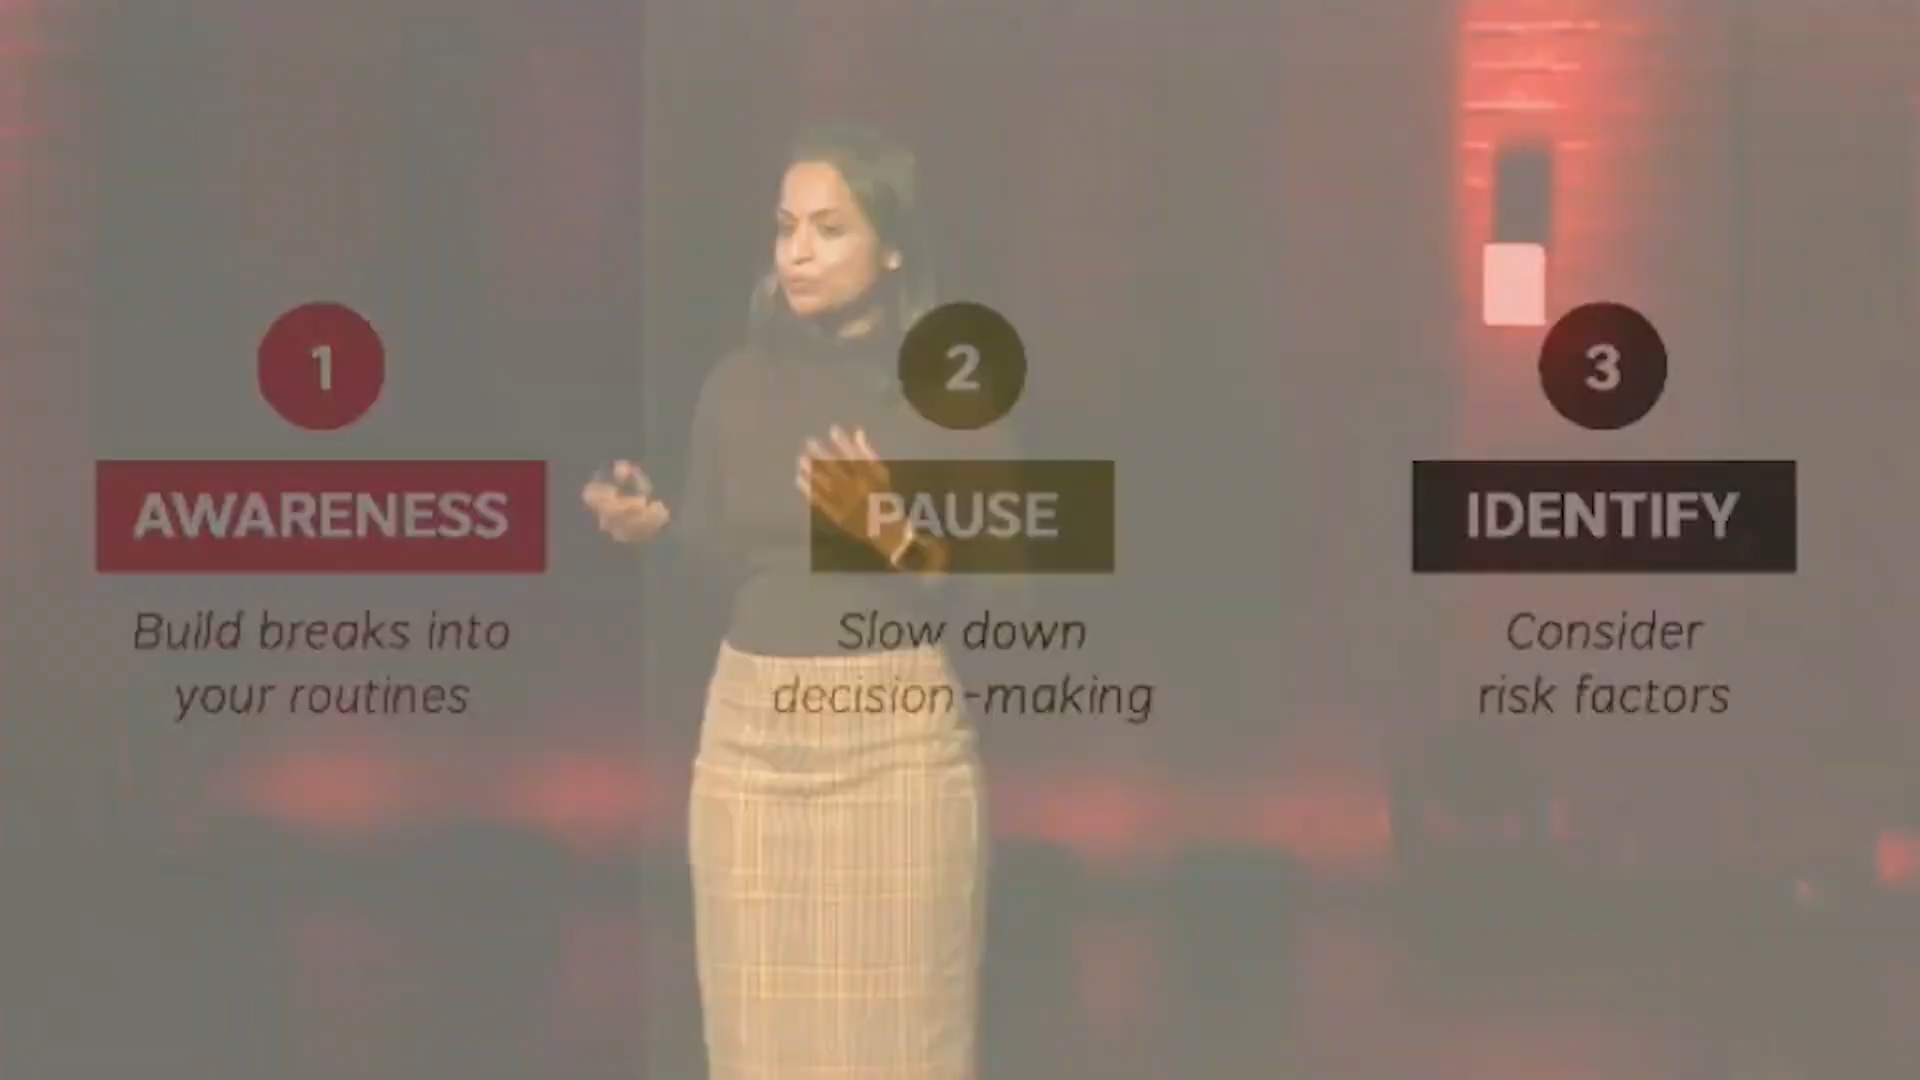 1
AWARENESS
Build breaks into
your routines
2
PAUSE
Slow down
decision-making
3
IDENTIFY
Consider
risk factors